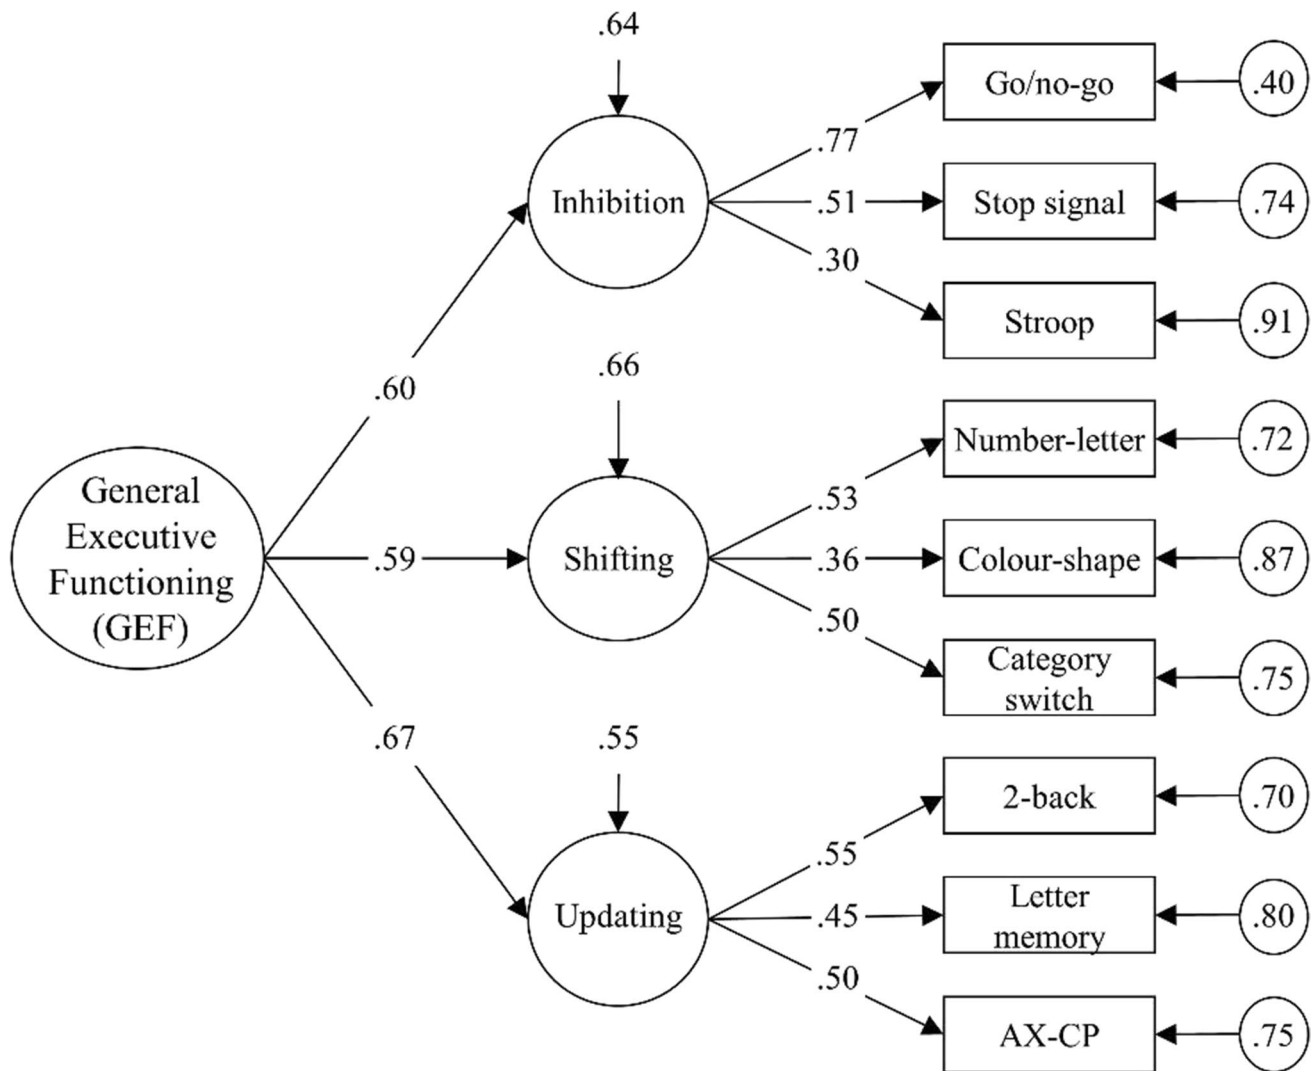 .64
Go/no-go
.40
.77
Inhibition
.51
Stop signal
.74
.30
Stroop
.91
.60
.66
Number-letter
.72
.53
General
Executive
Functioning
(GEF)
.59
Shifting
.36
Colour-shape
.87
.50
Category
switch
.75
.67
.55
2-back
.70
.55
Updating
.45
Letter
memory
.80
.50
AX-CP
.75